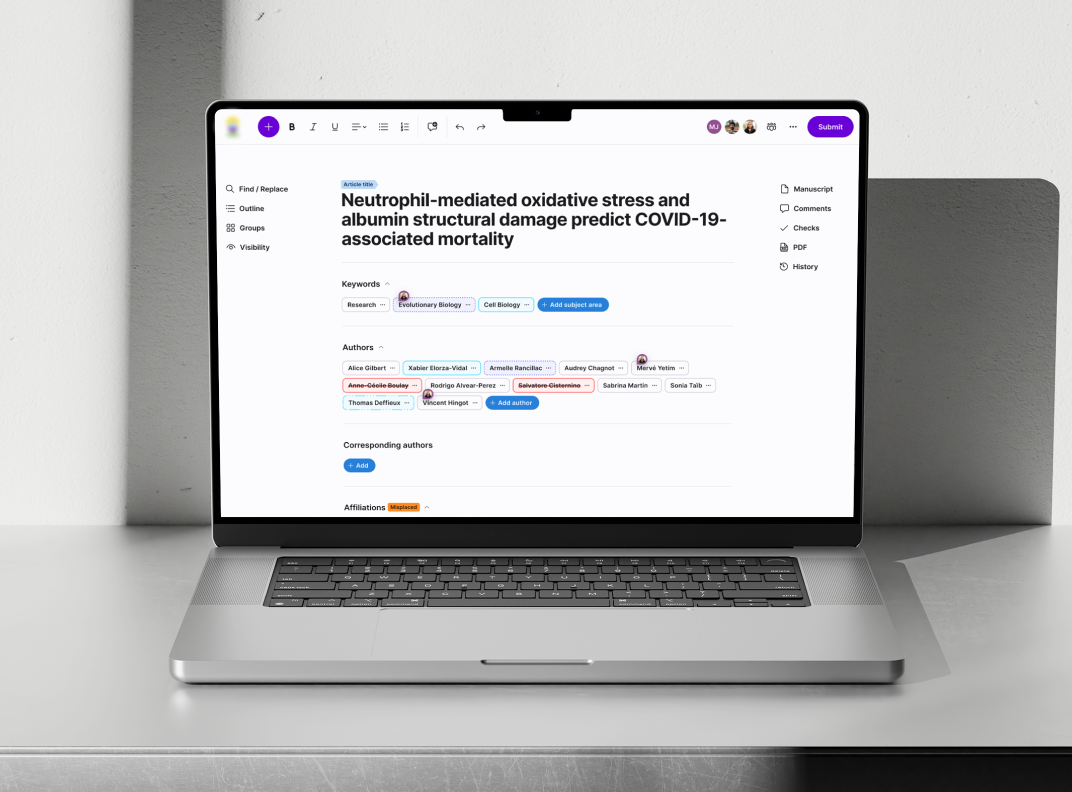 B I U
MJ
Submit
Find / Replace
Outline
Groups
Visibility
Article title
Neutrophil-mediated oxidative stress and
albumin structural damage predict COVID-19-
associated mortality
Keywords
Research ··· Evolutionary Biology ··· Cell Biology ··· + Add subject area
Authors
Alice Gilbert ··· Xabier Elorza-Vidal ··· Armelle Rancillac ··· Audrey Chagnot ··· Mervé Yetim ···
Anne-Cécile Boulay ··· Rodrigo Alvear-Perez ··· Salvatore Cisternino ··· Sabrina Martin ··· Sonia Taïb ···
Thomas Deffieux ··· Vincent Hingot ··· + Add author
Corresponding authors
+ Add
Affiliations Misplaced
Manuscript
Comments
Checks
PDF
History